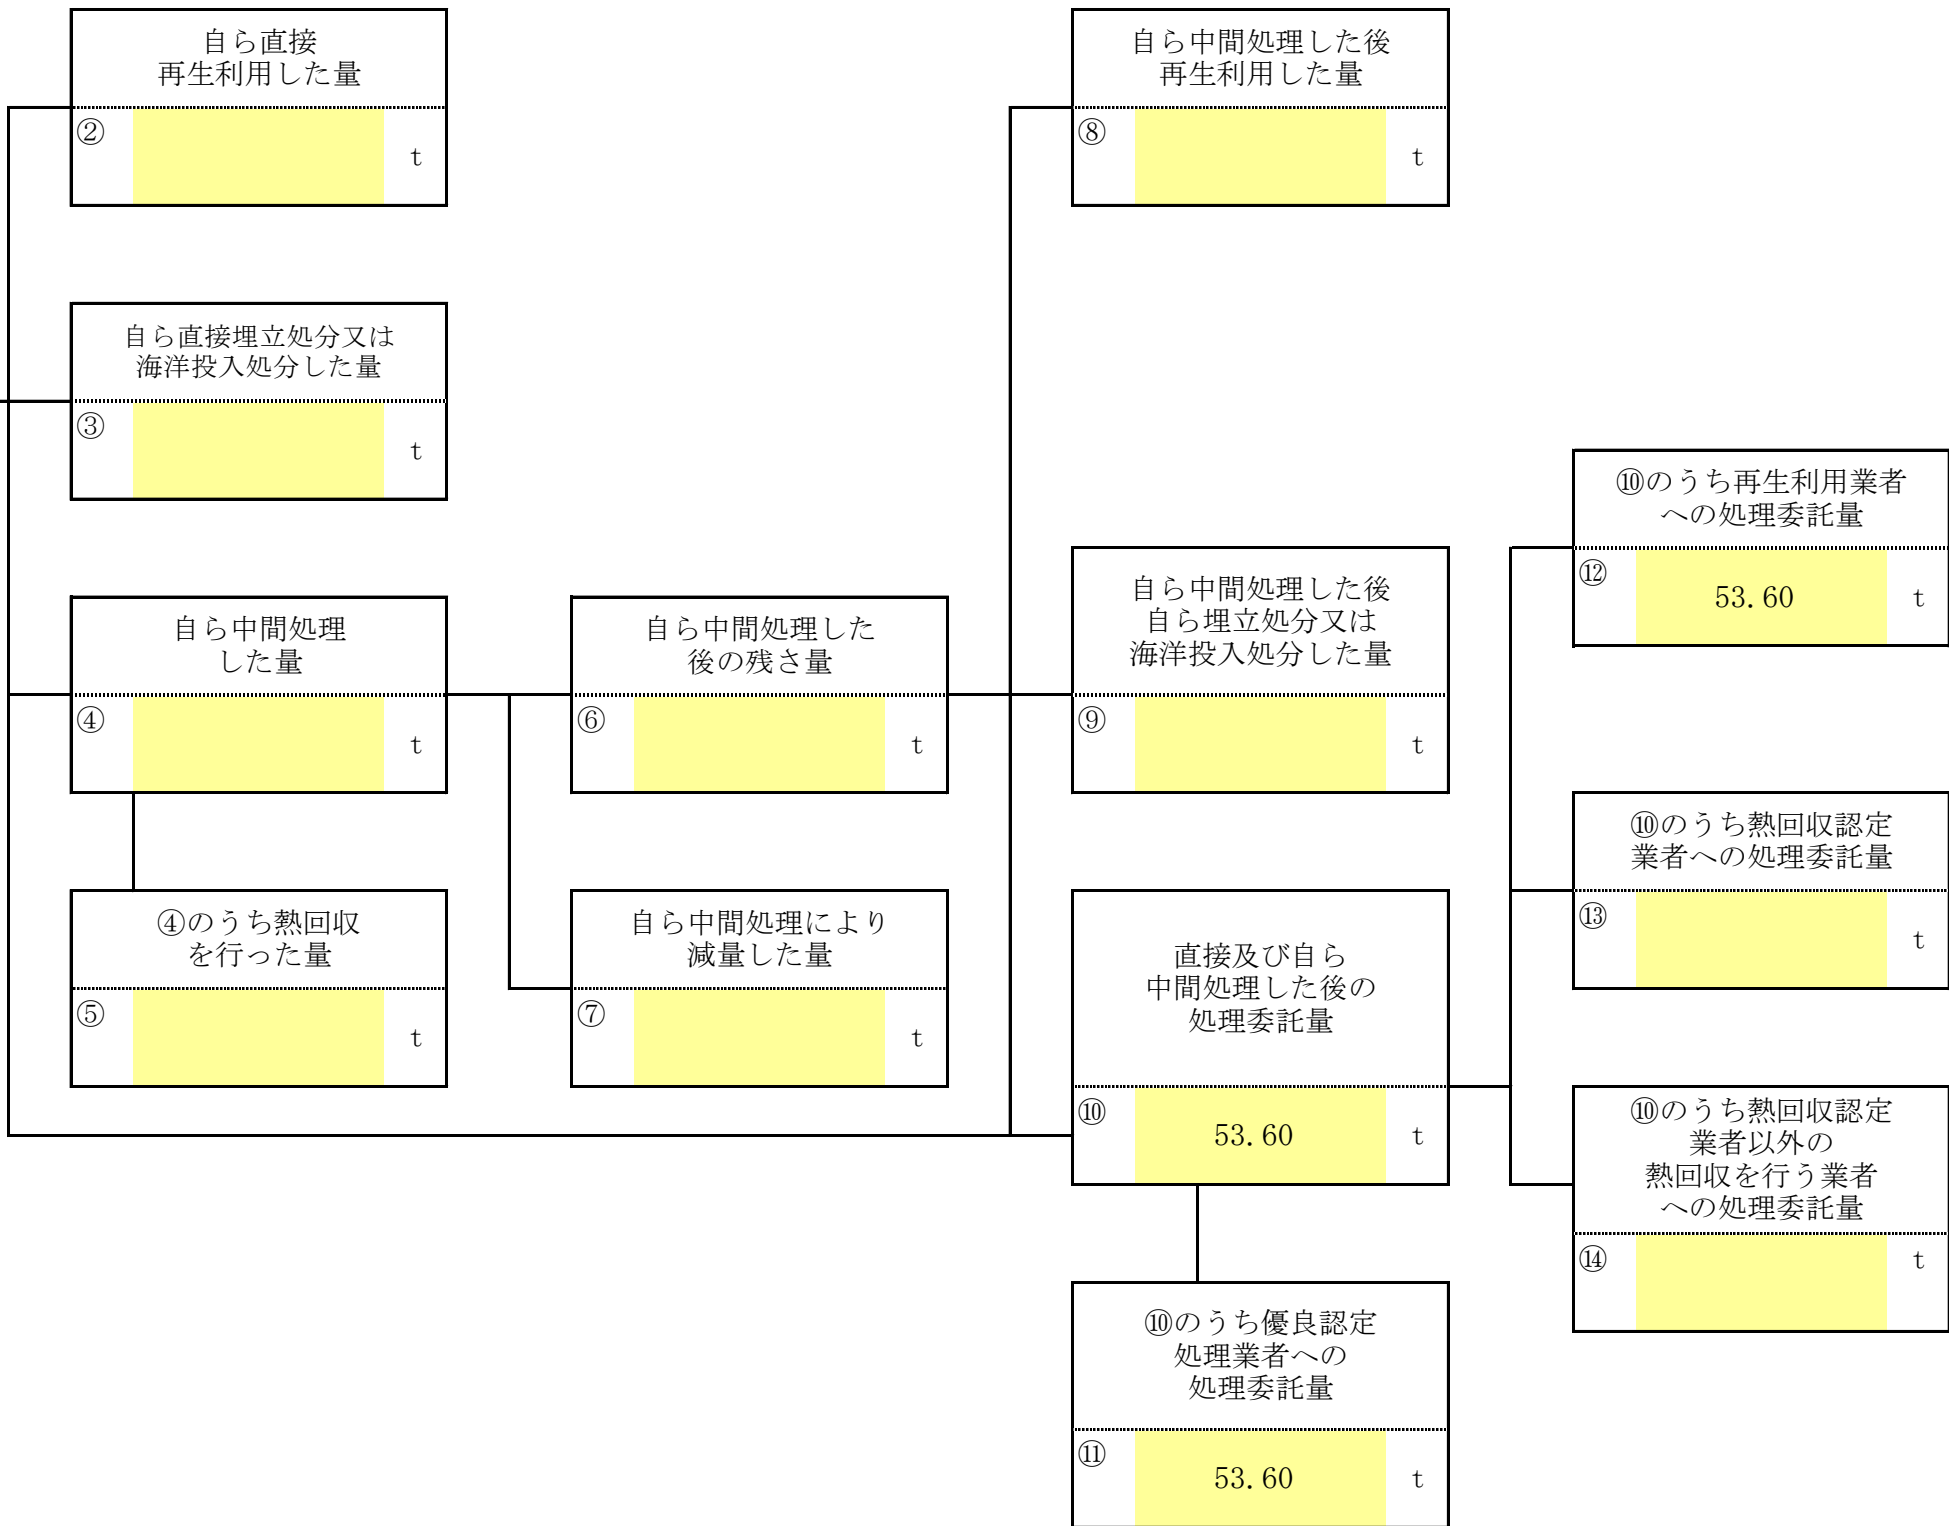 自ら直接
再生利用した量
② t
自ら中間処理した後
再生利用した量
⑧ t
自ら直接埋立処分又は
海洋投入処分した量
③ t
⑩のうち再生利用業者
への処理委託量
⑫ 53.60 t
自ら中間処理
した量
④ t
自ら中間処理した
後の残さ量
⑥ t
自ら中間処理した後
自ら埋立処分又は
海洋投入処分した量
⑨ t
⑩のうち熱回収認定
業者への処理委託量
⑬ t
④のうち熱回収
を行った量
⑤ t
自ら中間処理により
減量した量
⑦ t
直接及び自ら
中間処理した後の
処理委託量
⑩ 53.60 t
⑩のうち熱回収認定
業者以外の
熱回収を行う業者
への処理委託量
⑭ t
⑩のうち優良認定
処理業者への
処理委託量
⑪ 53.60 t